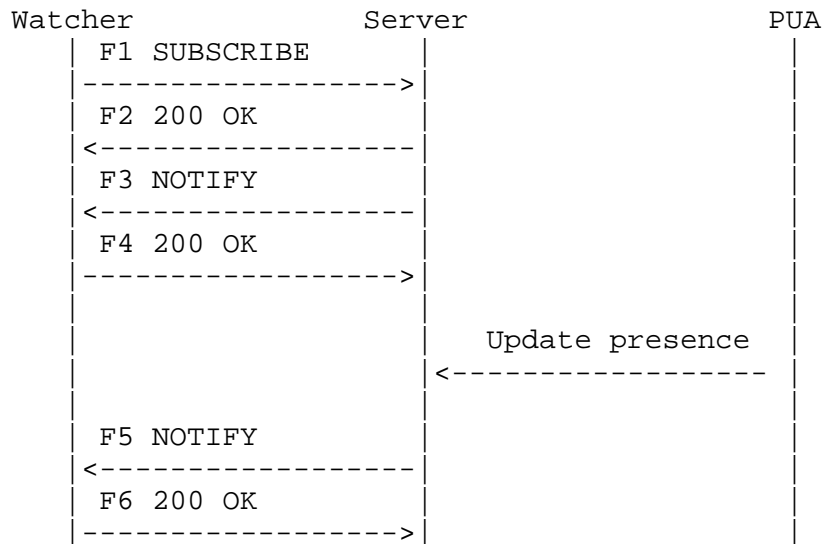 Watcher Server PUA
F1 SUBSCRIBE
F2 200 OK
F3 NOTIFY
F4 200 OK
Update presence
F5 NOTIFY
F6 200 OK